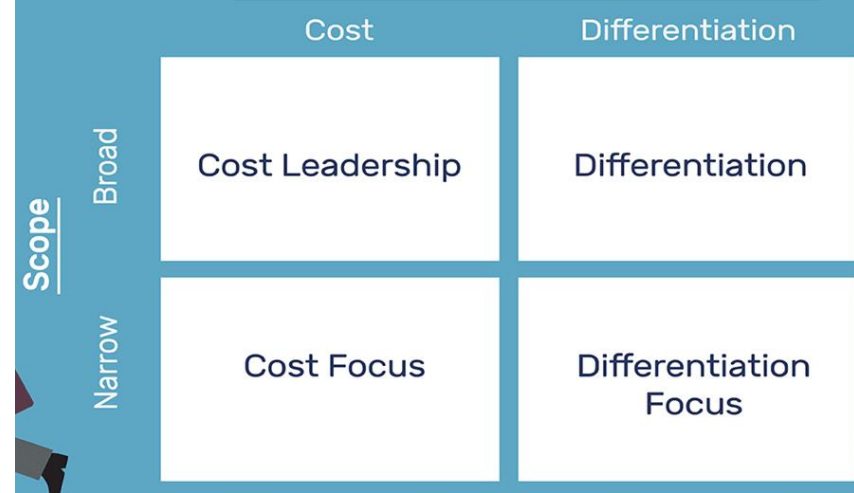 Cost
Differentiation
Scope
Broad
Cost Leadership
Differentiation
Narrow
Cost Focus
Differentiation
Focus